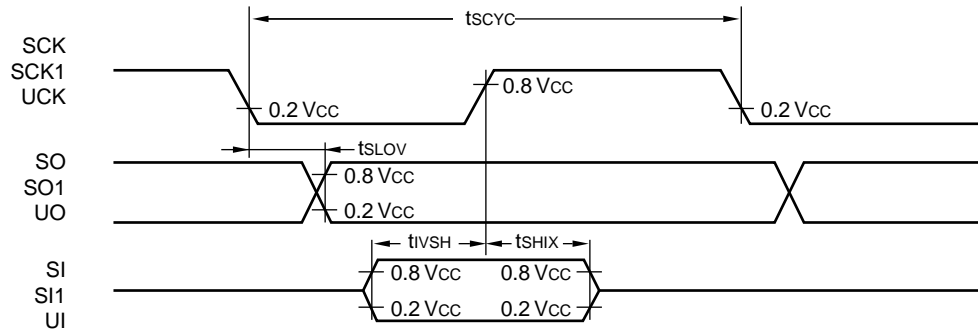 tSCYC
SCK
SCK1
UCK
0.8 VCC
0.2 VCC
0.2 VCC
tSLOV
SO
SO1
UO
0.8 VCC
0.2 VCC
tIVSH
tSHIX
SI
SI1
UI
0.8 VCC
0.8 VCC
0.2 VCC
0.2 VCC